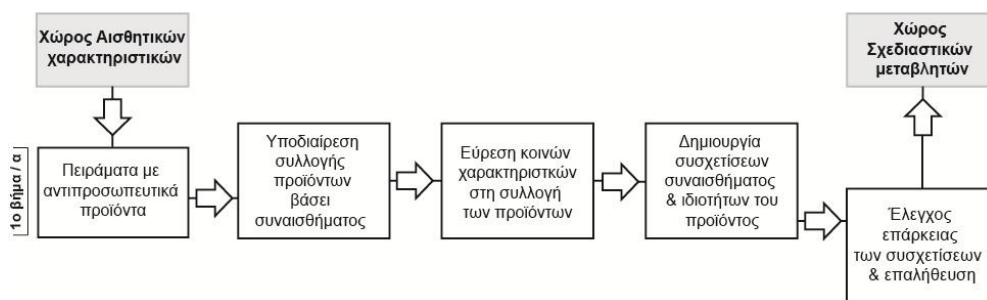 Χώρος Αισθητικών
χαρακτηριστικών
Χώρος
Σχεδιαστικών
μεταβλητών
1ο βήμα / α
Πειράματα με
αντιπροσωπευτικά
προϊόντα
Υποδιαίρεση
συλλογής
προϊόντων
βάσει
συναισθήματος
Εύρεση κοινών
χαρακτηριστκών
στη συλλογή
των προϊόντων
Δημιουργία
συσχετίσεων
συναισθήματος
& ιδιοτήτων του
προϊόντος
Έλεγχος
επάρκειας
των συσχετίσεων
& επαλήθευση